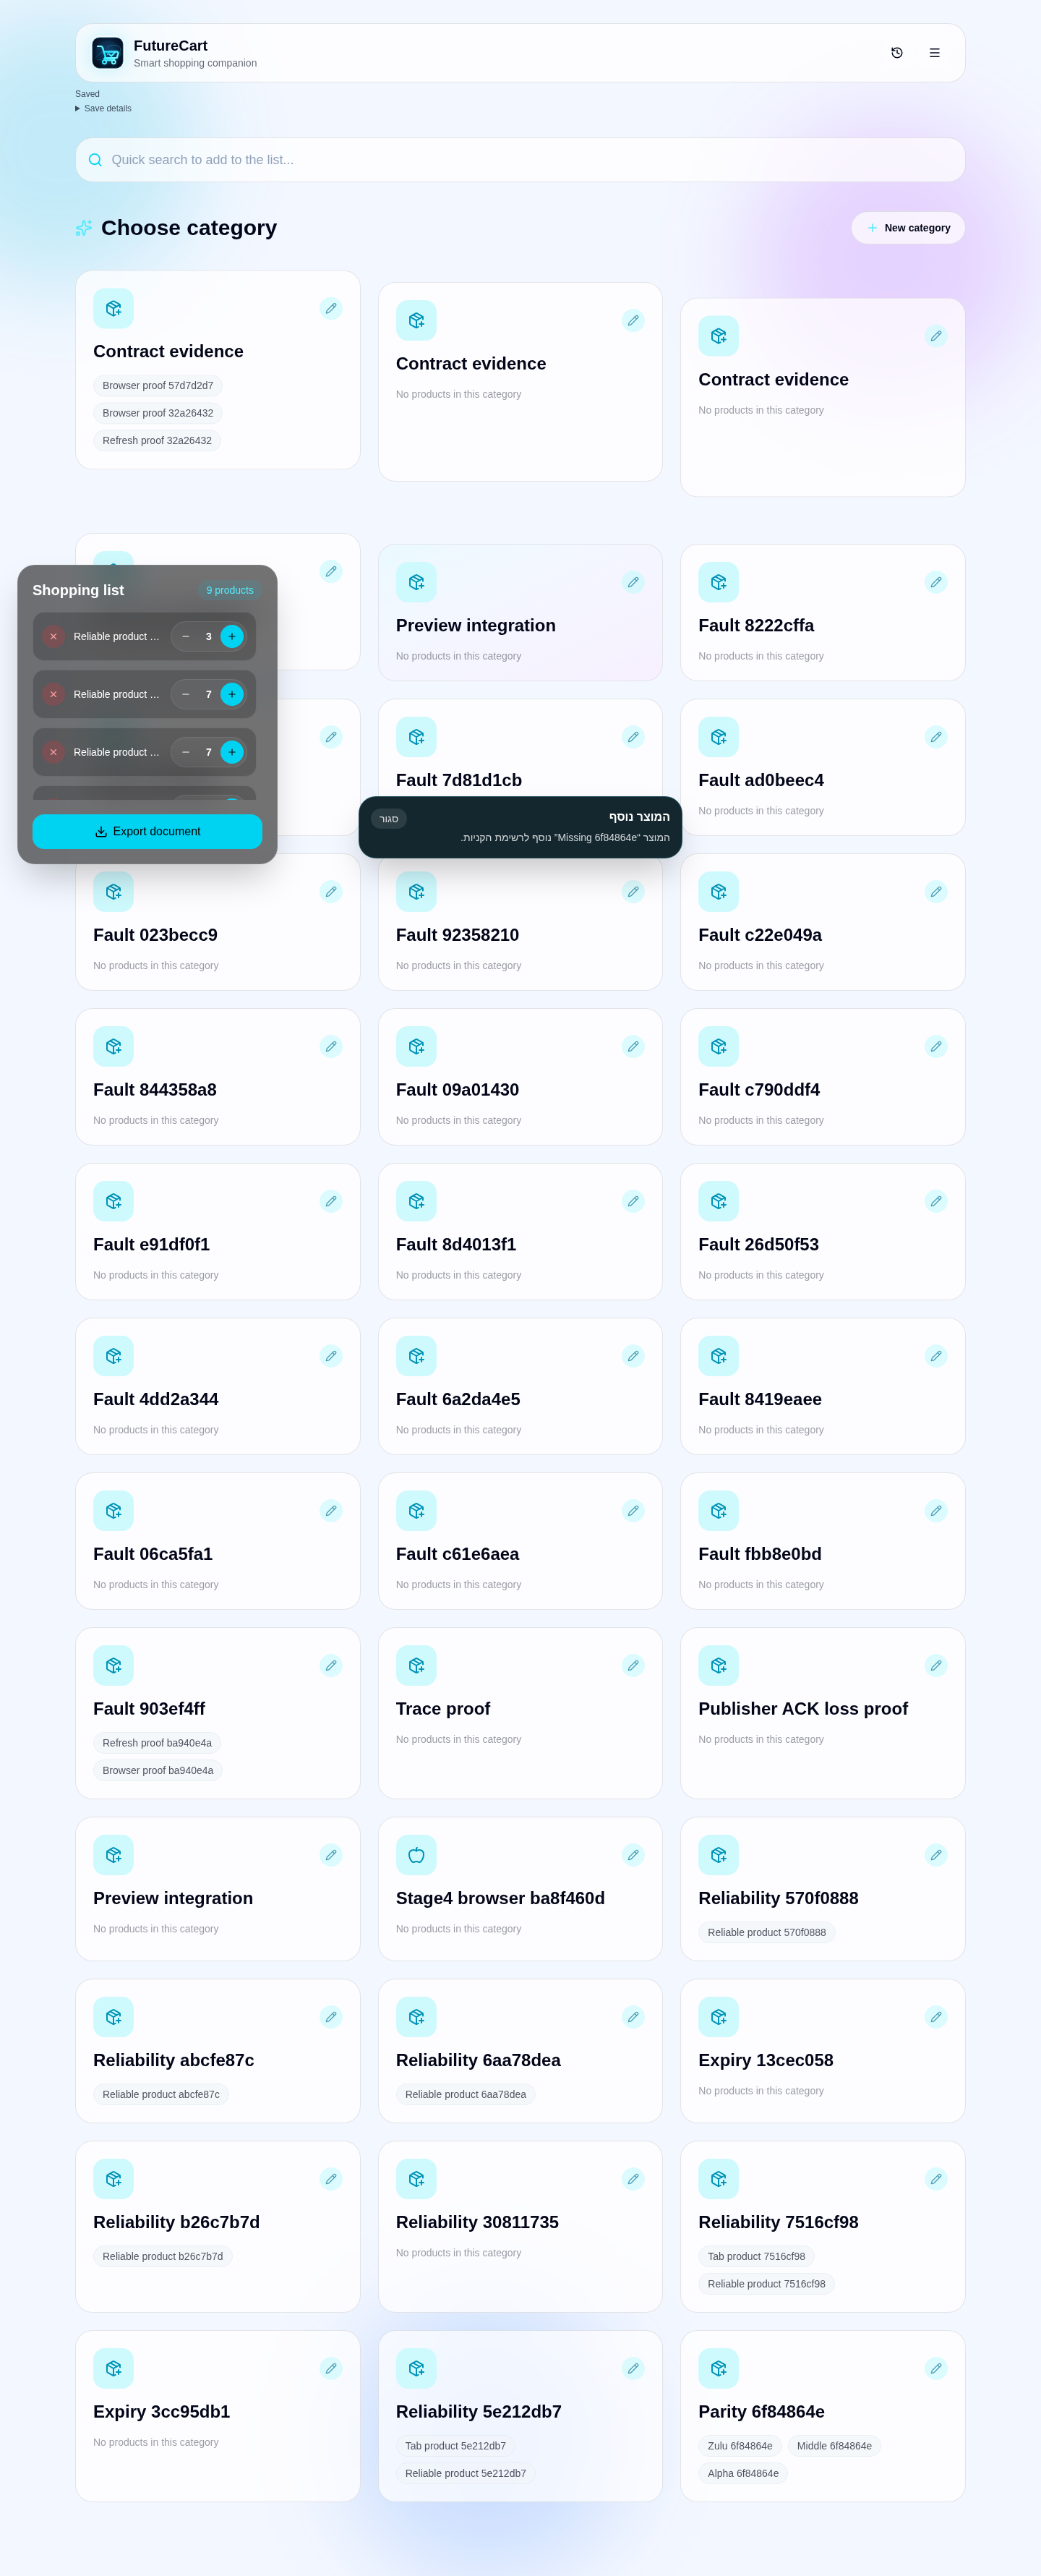 FutureCart
Smart shopping companion
Saved
Save details
Quick search to add to the list...
Choose category
New category
Contract evidence
Browser proof 57d7d2d7
Browser proof 32a26432
Refresh proof 32a26432
Contract evidence
No products in this category
Contract evidence
No products in this category
Shopping list
9 products
Reliable product ...
3
Reliable product ...
7
Reliable product ...
7
Export document
Preview integration
No products in this category
Fault 8222cffa
No products in this category
Fault 7d81d1cb
Fault ad0beec4
No products in this category
המוצר נוסף
המוצר "Missing 6f84864e" נוסף לרשימת הקניות.
סגור
Fault 023becc9
No products in this category
Fault 92358210
No products in this category
Fault c22e049a
No products in this category
Fault 844358a8
No products in this category
Fault 09a01430
No products in this category
Fault c790ddf4
No products in this category
Fault e91df0f1
No products in this category
Fault 8d4013f1
No products in this category
Fault 26d50f53
No products in this category
Fault 4dd2a344
No products in this category
Fault 6a2da4e5
No products in this category
Fault 8419eaee
No products in this category
Fault 06ca5fa1
No products in this category
Fault c61e6aea
No products in this category
Fault fbb8e0bd
No products in this category
Fault 903ef4ff
Refresh proof ba940e4a
Browser proof ba940e4a
Trace proof
No products in this category
Publisher ACK loss proof
No products in this category
Preview integration
No products in this category
Stage4 browser ba8f460d
No products in this category
Reliability 570f0888
Reliable product 570f0888
Reliability abcfe87c
Reliable product abcfe87c
Reliability 6aa78dea
Reliable product 6aa78dea
Expiry 13cec058
No products in this category
Reliability b26c7b7d
Reliable product b26c7b7d
Reliability 30811735
No products in this category
Reliability 7516cf98
Tab product 7516cf98
Reliable product 7516cf98
Expiry 3cc95db1
No products in this category
Reliability 5e212db7
Tab product 5e212db7
Reliable product 5e212db7
Parity 6f84864e
Zulu 6f84864e
Middle 6f84864e
Alpha 6f84864e